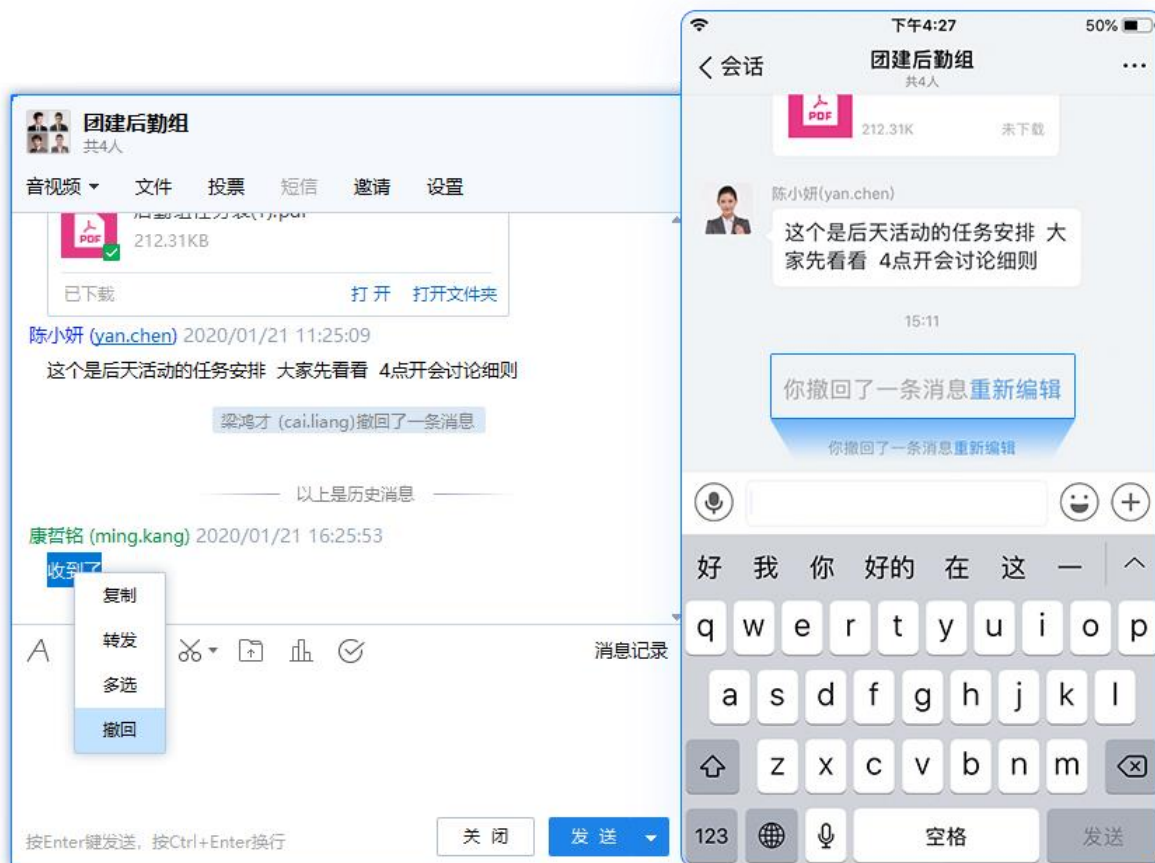 团建后勤组
共4人
音视频 文件 投票 短信 邀请 设置
后勤组任务表(1).pdf
PDF
212.31KB
已下载 打 开 打开文件夹
陈小妍 (yan.chen) 2020/01/21 11:25:09
这个是后天活动的任务安排 大家先看看 4点开会讨论细则
梁鸿才 (cai.liang)撤回了一条消息
以上是历史消息
康哲铭 (ming.kang) 2020/01/21 16:25:53
收到了
复制
转发
多选
撤回
A
消息记录
按Enter键发送, 按Ctrl+Enter换行
关 闭 发 送
下午4:27 50%
会话 团建后勤组
共4人
PDF
212.31K 未下载
陈小妍(yan.chen)
这个是后天活动的任务安排 大
家先看看 4点开会讨论细则
15:11
你撤回了一条消息重新编辑
你撤回了一条消息重新编辑
好 我 你 好的 在 这 一
q w e r t y u i o p
a s d f g h j k l
z x c v b n m
123 空格 发送